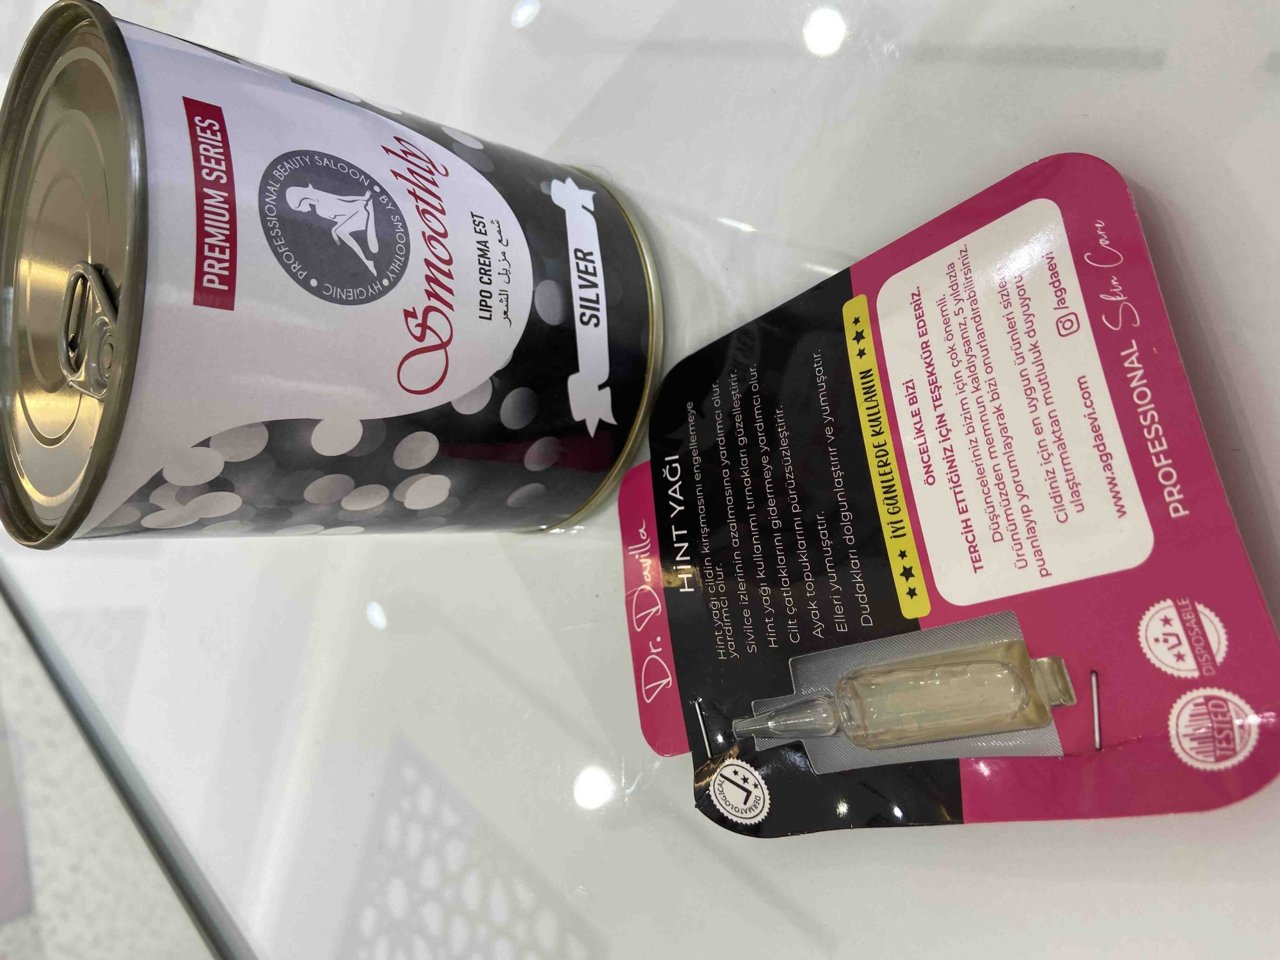 PREMIUM SERIES
PROFESSIONAL BEAUTY SALOON • BY SMOOTHLY • HYGIENIC •
Smoothly
LIPO CREMA EST
شمع مزيل الشعر
SILVER
Dr. Davilla
HİNT YAĞI
Hint yağı cildin kırışmasını engellemeye
yardımcı olur.
Sivilce izlerinin azalmasına yardımcı olur.
Hint yağı kullanımı tırnakları güzelleştirir.
Cilt çatlaklarını gidermeye yardımcı olur.
Ayak topuklarını pürüzsüzleştirir.
Elleri yumuşatır.
Dudakları dolgunlaştırır ve yumuşatır.
İYİ GÜNLERDE KULLANIN
ÖNCELİKLE BİZİ
TERCİH ETTİĞİNİZ İÇİN TEŞEKKÜR EDERİZ.
Düşünceleriniz bizim için çok önemli.
Ürünümüzden memnun kaldıysanız, 5 yıldızla
puanlayıp yorumlayarak bizi onurlandırabilirsiniz.
Cildiniz için en uygun ürünleri sizlere
ulaştırmaktan mutluluk duyuyoruz.
www.agdaevi.com
/agdaevi
PROFESSIONAL Skin Care
DERMATOLOGICAL
DISPOSABLE
TESTED